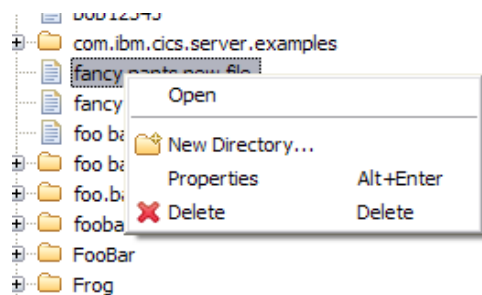 bob12345
com.ibm.cics.server.examples
fancy pants new file
fancy
Open
foo ba
New Directory...
foo ba
Properties Alt+Enter
foo.ba
Delete Delete
fooba
FooBar
Frog